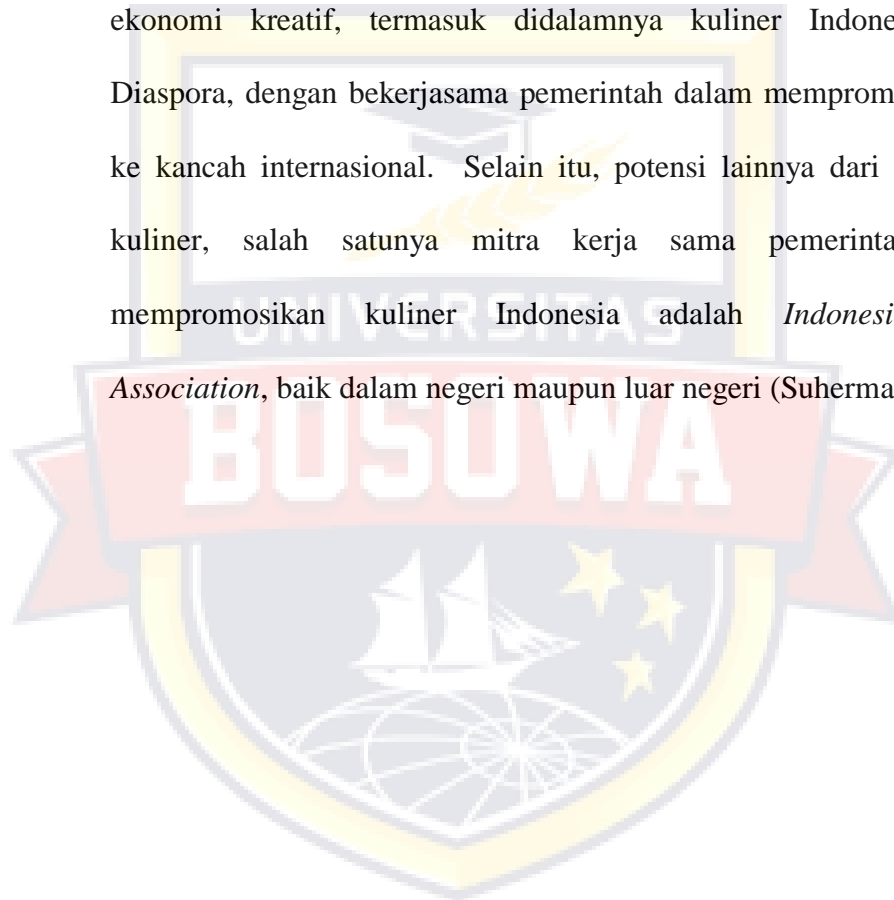 ekonomi kreatif, termasuk didalamnya kuliner Indone
Diaspora, dengan bekerjasama pemerintah dalam mempromo
ke kancah internasional. Selain itu, potensi lainnya dari
kuliner, salah satunya mitra kerja sama pemerinta
mempromosikan kuliner Indonesia adalah Indonesi
Association, baik dalam negeri maupun luar negeri (Suherma
UNIVERSITAS
BOSOWA